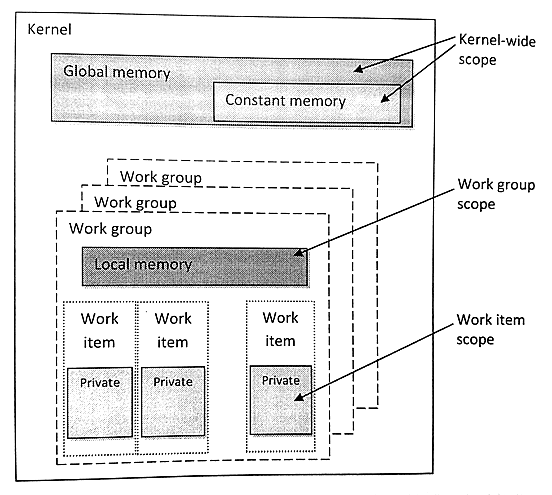 Kernel
Kernel-wide
scope
Global memory
Constant memory
Work group
Work group
Work group
Work group
scope
Local memory
Work
item
Work
item
Work
item
Work item
scope
Private
Private
Private